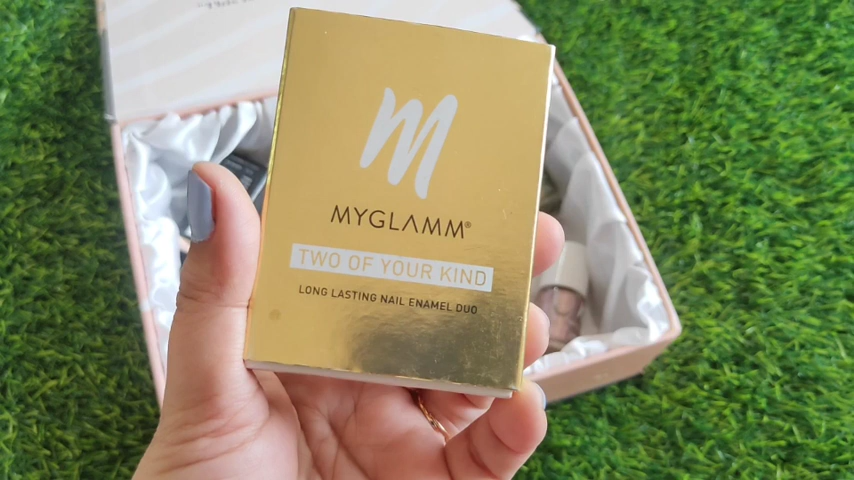 M
MYGLAMM®
TWO OF YOUR KIND
LONG LASTING NAIL ENAMEL DUO